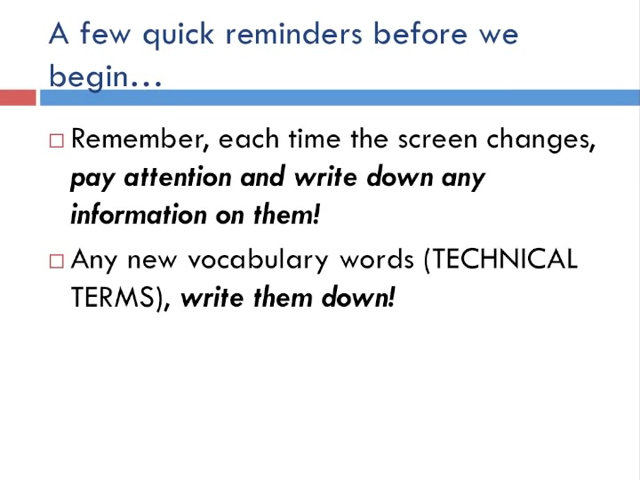 A few quick reminders before we
begin…
Remember, each time the screen changes,
pay attention and write down any
information on them!
Any new vocabulary words (TECHNICAL
TERMS), write them down!